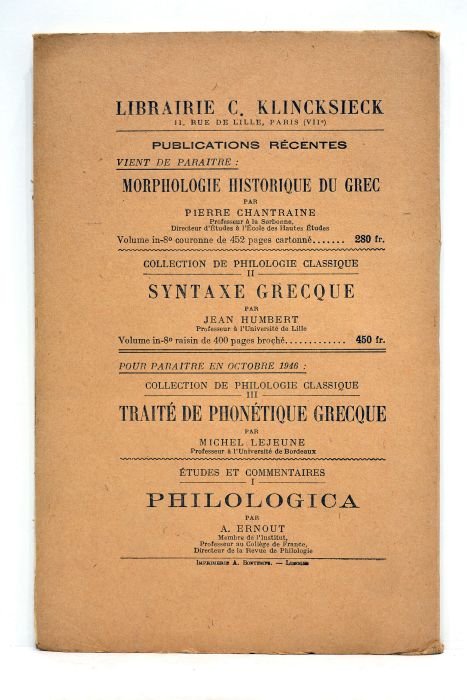 LIBRAIRIE C. KLINCKSIECK
11, RUE DE LILLE, PARIS (VIIe)
PUBLICATIONS RÉCENTES
VIENT DE PARAITRE :
MORPHOLOGIE HISTORIQUE DU GREC
PAR
PIERRE CHANTRAINE
Professeur à la Sorbonne,
Directeur d'Études à l'École des Hautes Études
Volume in-8º couronne de 452 pages cartonné....... 280 fr.
COLLECTION DE PHILOLOGIE CLASSIQUE
II
SYNTAXE GRECQUE
PAR
JEAN HUMBERT
Professeur à l'Université de Lille
Volume in-8º raisin de 400 pages broché............. 450 fr.
POUR PARAITRE EN OCTOBRE 1946 :
COLLECTION DE PHILOLOGIE CLASSIQUE
III
TRAITÉ DE PHONÉTIQUE GRECQUE
PAR
MICHEL LEJEUNE
Professeur à l'Université de Bordeaux
ÉTUDES ET COMMENTAIRES
I
PHILOLOGICA
PAR
A. ERNOUT
Membre de l'Institut,
Professeur au Collège de France,
Directeur de la Revue de Philologie
IMPRIMERIE A. BONTEMPS. — LIMOGES